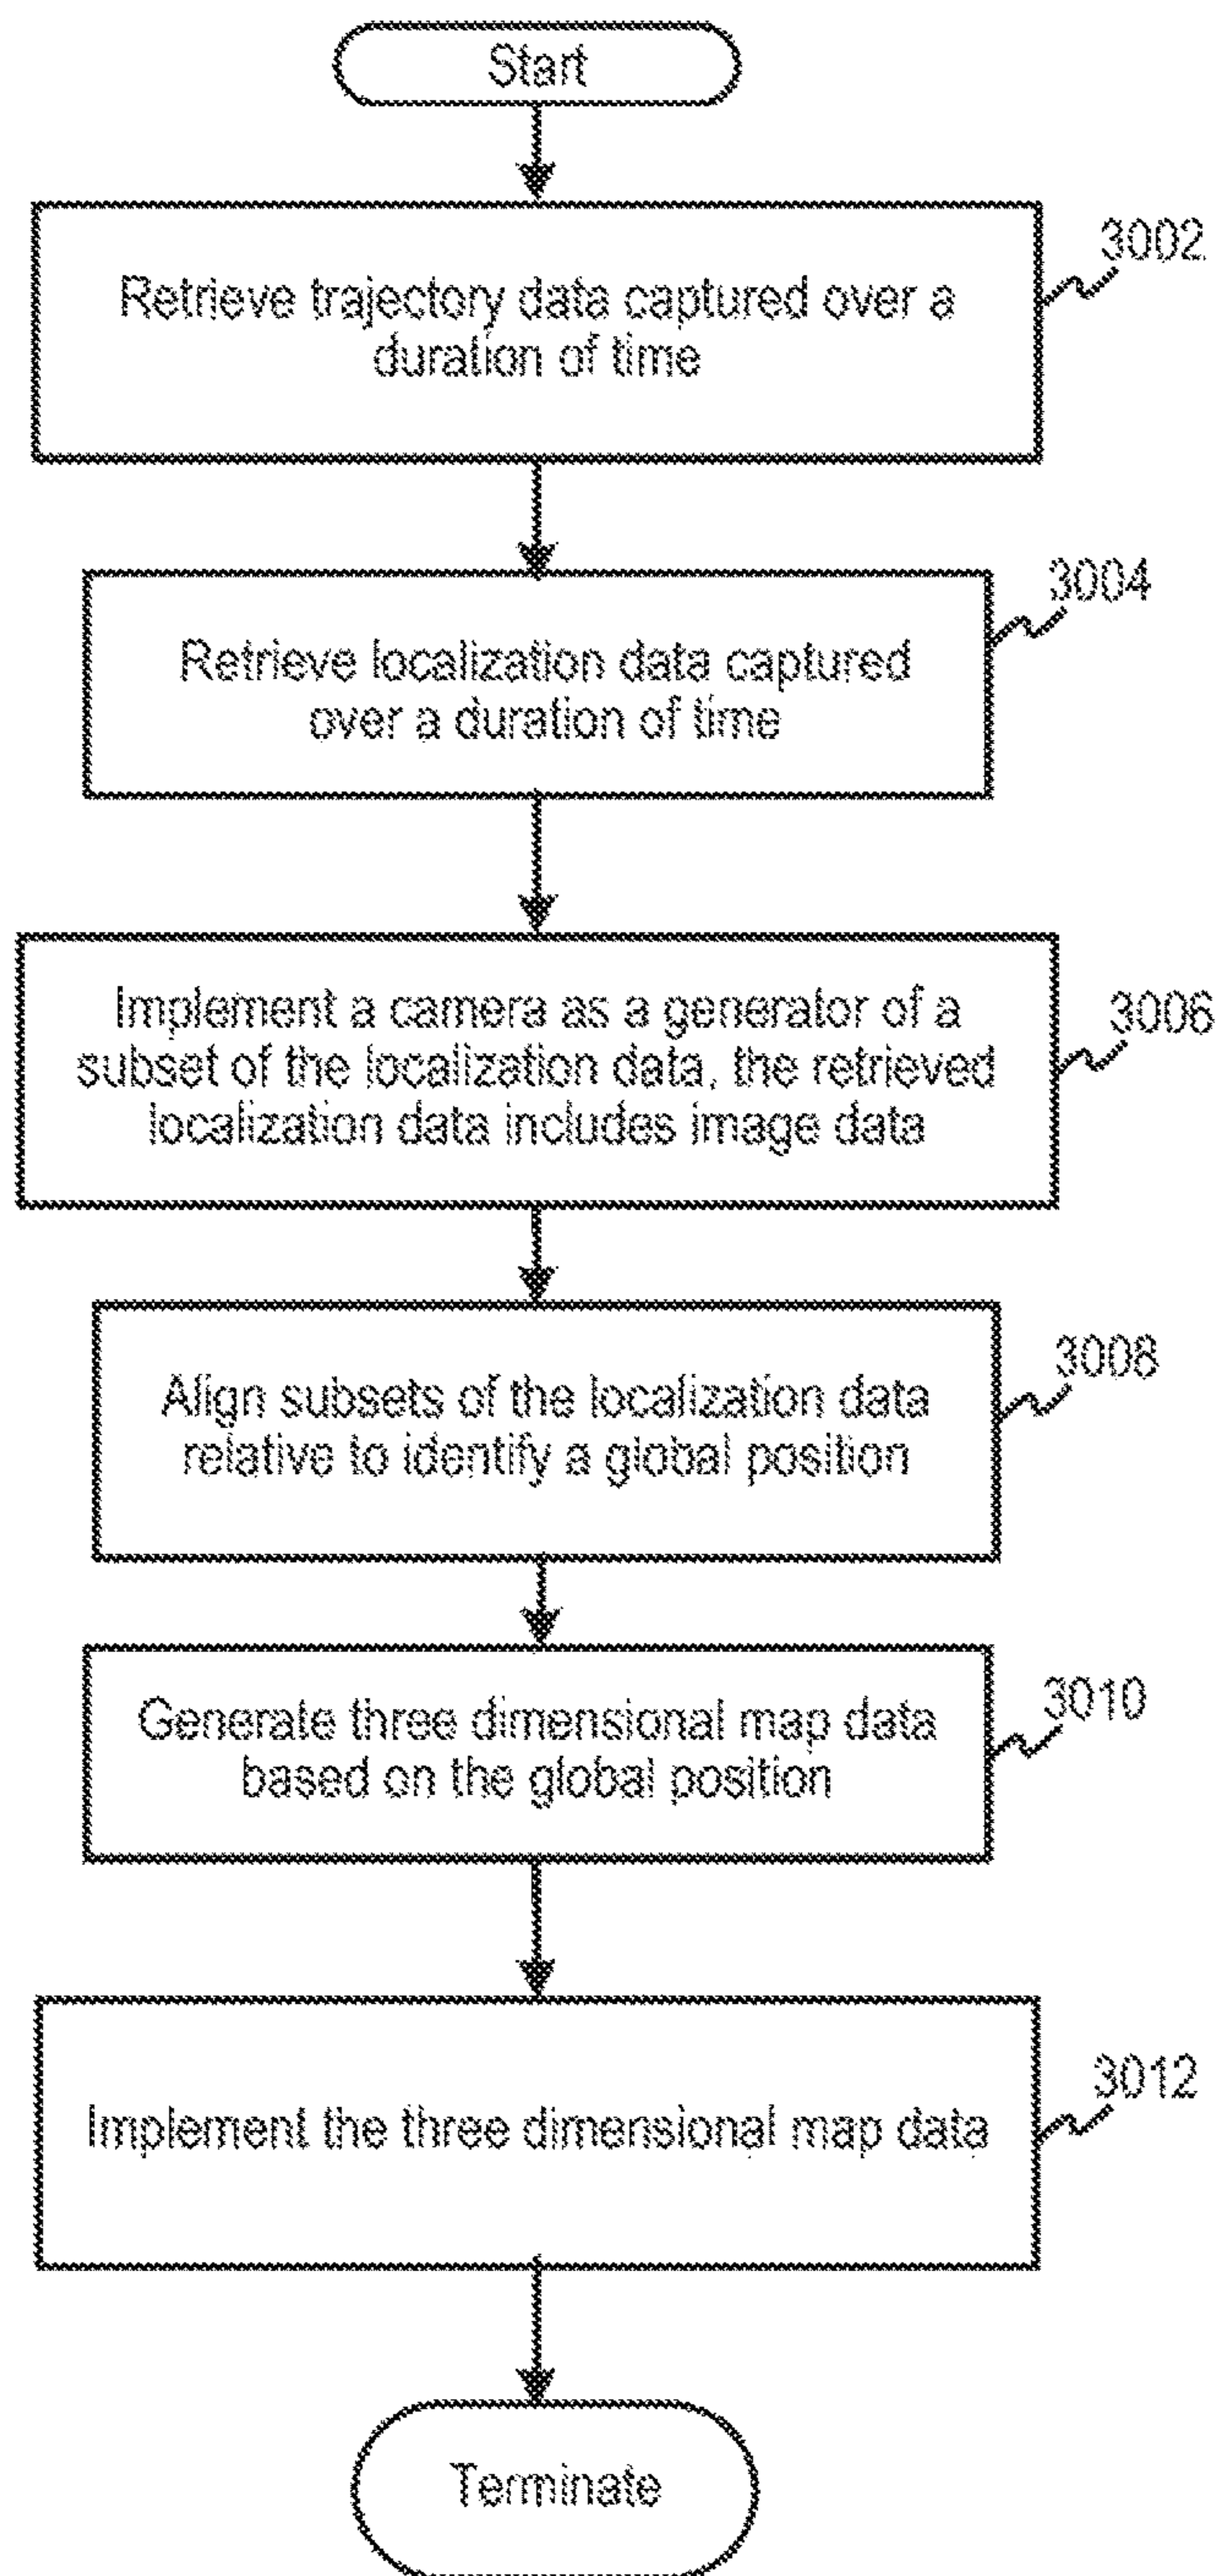 Start
Retrieve trajectory data captured over a
duration of time
3002
Retrieve localization data captured
over a duration of time
3004
Implement a camera as a generator of a
subset of the localization data, the retrieved
localization data includes image data
3006
Align subsets of the localization data
relative to identify a global position
3008
Generate three dimensional map data
based on the global position
3010
Implement the three dimensional map data
3012
Terminate